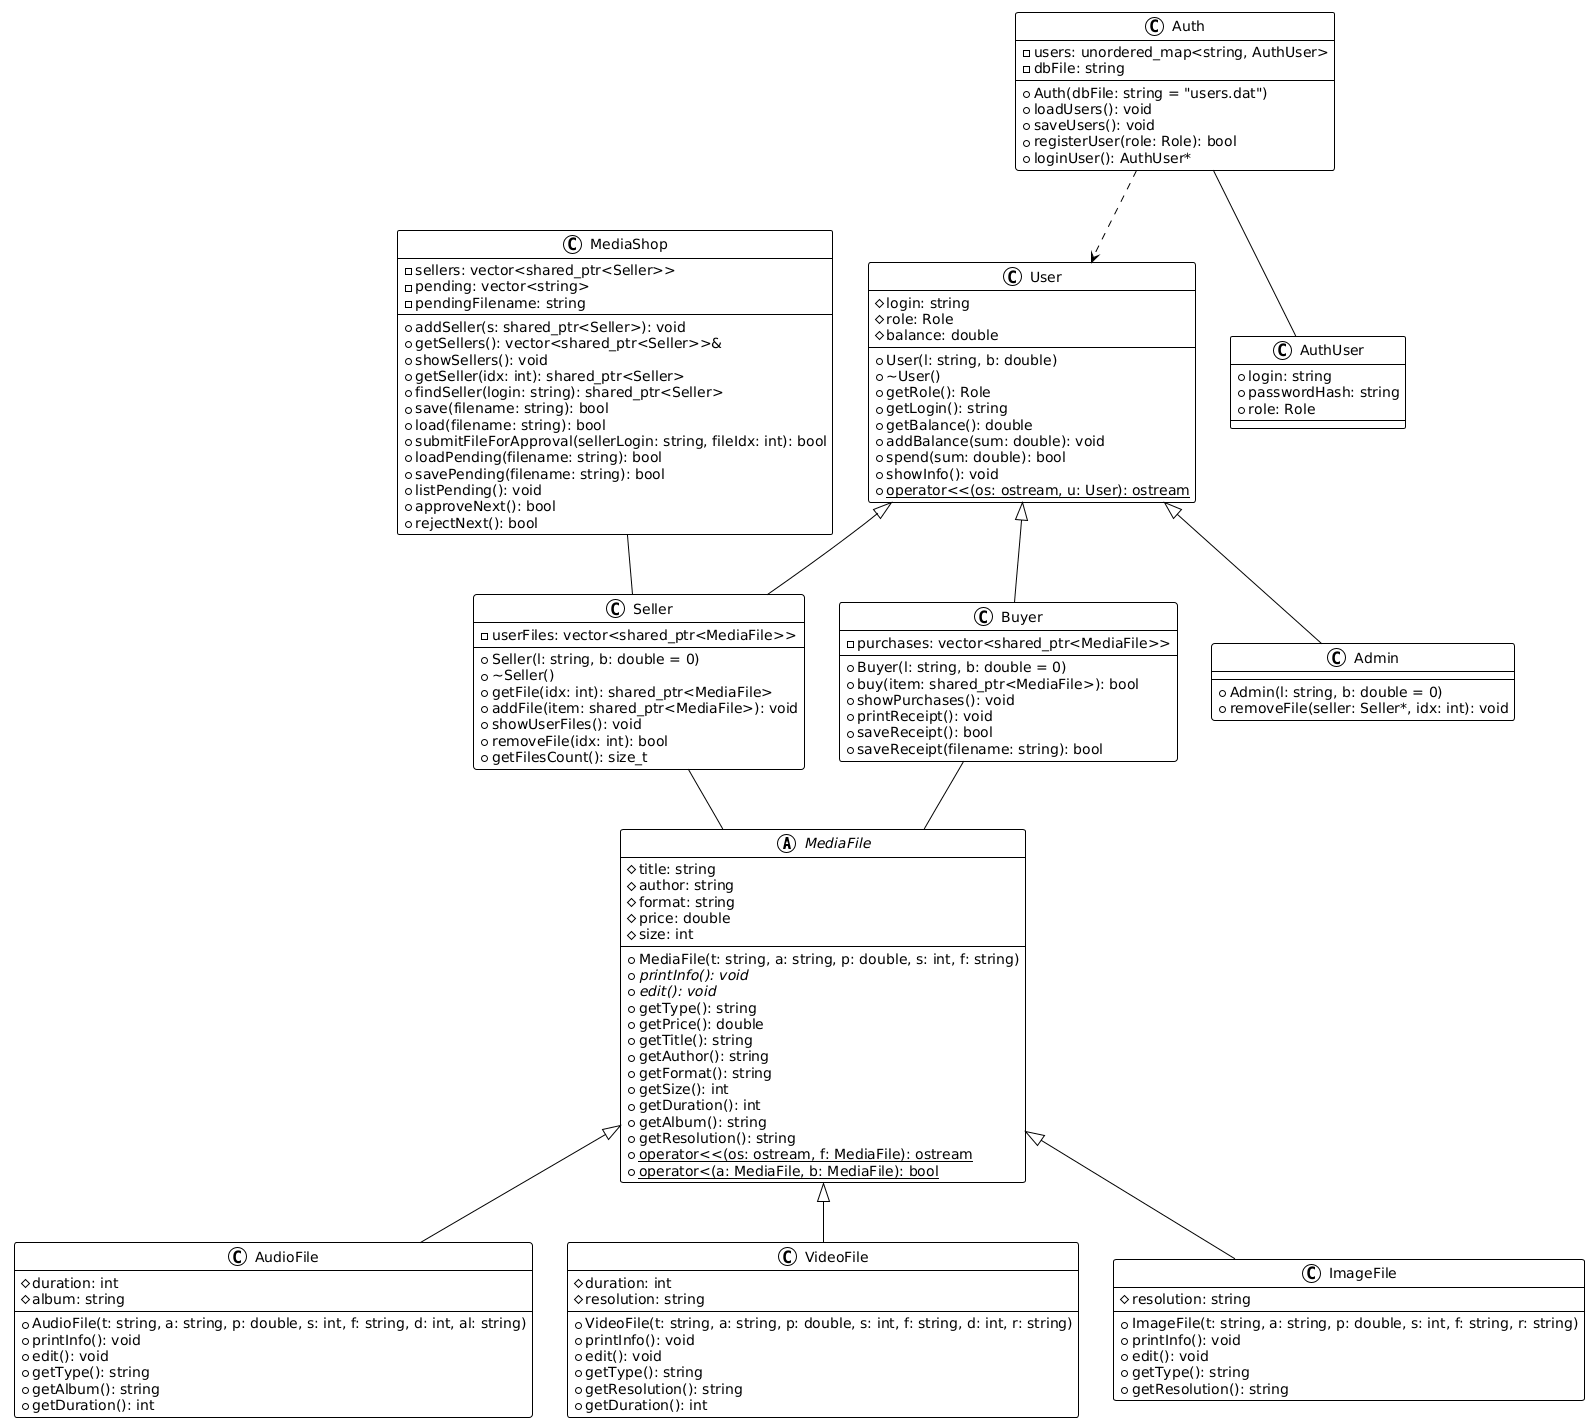 C Auth
users: unordered_map<string, AuthUser>
dbFile: string
Auth(dbFile: string = "users.dat")
loadUsers(): void
saveUsers(): void
registerUser(role: Role): bool
loginUser(): AuthUser*
C MediaShop
sellers: vector<shared_ptr<Seller>>
pending: vector<string>
pendingFilename: string
addSeller(s: shared_ptr<Seller>): void
getSellers(): vector<shared_ptr<Seller>>&
showSellers(): void
getSeller(idx: int): shared_ptr<Seller>
findSeller(login: string): shared_ptr<Seller>
save(filename: string): bool
load(filename: string): bool
submitFileForApproval(sellerLogin: string, fileIdx: int): bool
loadPending(filename: string): bool
savePending(filename: string): bool
listPending(): void
approveNext(): bool
rejectNext(): bool
C User
login: string
role: Role
balance: double
User(l: string, b: double)
~User()
getRole(): Role
getLogin(): string
getBalance(): double
addBalance(sum: double): void
spend(sum: double): bool
showInfo(): void
operator<<(os: ostream, u: User): ostream
C AuthUser
login: string
passwordHash: string
role: Role
C Seller
userFiles: vector<shared_ptr<MediaFile>>
Seller(l: string, b: double = 0)
~Seller()
getFile(idx: int): shared_ptr<MediaFile>
addFile(item: shared_ptr<MediaFile>): void
showUserFiles(): void
removeFile(idx: int): bool
getFilesCount(): size_t
C Buyer
purchases: vector<shared_ptr<MediaFile>>
Buyer(l: string, b: double = 0)
buy(item: shared_ptr<MediaFile>): bool
showPurchases(): void
printReceipt(): void
saveReceipt(): bool
saveReceipt(filename: string): bool
C Admin
Admin(l: string, b: double = 0)
removeFile(seller: Seller*, idx: int): void
A MediaFile
title: string
author: string
format: string
price: double
size: int
MediaFile(t: string, a: string, p: double, s: int, f: string)
printInfo(): void
edit(): void
getType(): string
getPrice(): double
getTitle(): string
getAuthor(): string
getFormat(): string
getSize(): int
getDuration(): int
getAlbum(): string
getResolution(): string
operator<<(os: ostream, f: MediaFile): ostream
operator<(a: MediaFile, b: MediaFile): bool
C AudioFile
duration: int
album: string
AudioFile(t: string, a: string, p: double, s: int, f: string, d: int, al: string)
printInfo(): void
edit(): void
getType(): string
getAlbum(): string
getDuration(): int
C VideoFile
duration: int
resolution: string
VideoFile(t: string, a: string, p: double, s: int, f: string, d: int, r: string)
printInfo(): void
edit(): void
getType(): string
getResolution(): string
getDuration(): int
C ImageFile
resolution: string
ImageFile(t: string, a: string, p: double, s: int, f: string, r: string)
printInfo(): void
edit(): void
getType(): string
getResolution(): string